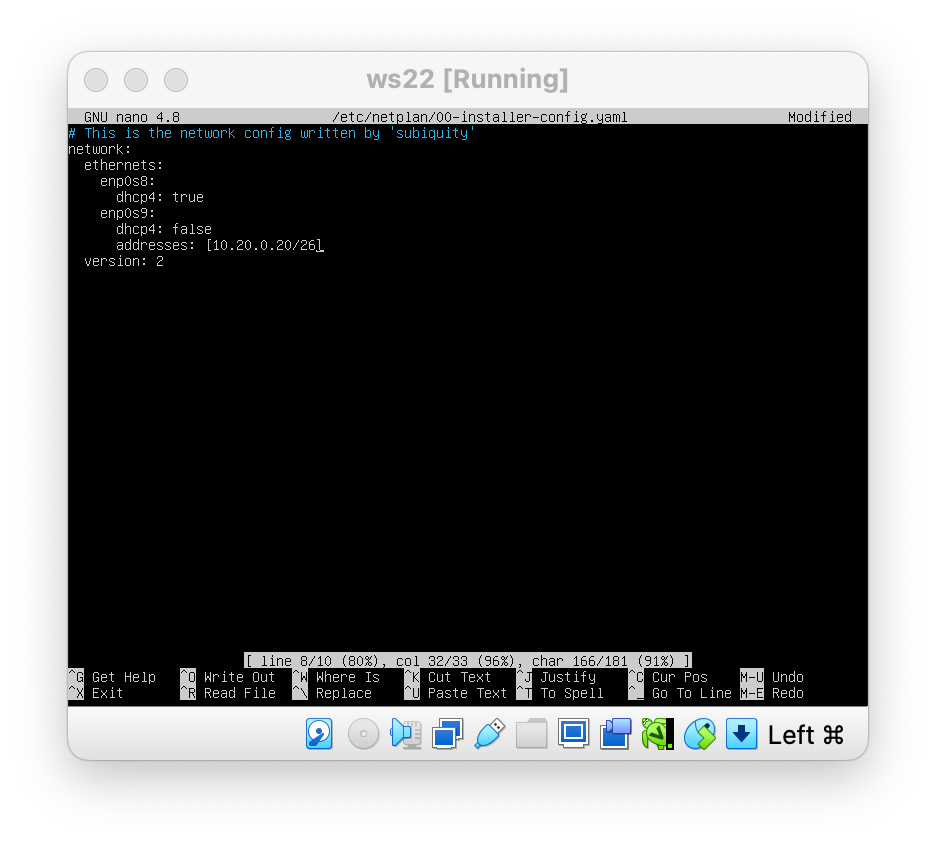 ws22 [Running]
GNU nano 4.8 /etc/netplan/00-installer-config.yaml Modified
# This is the network config written by 'subiquity'
network:
  ethernets:
    enp0s8:
      dhcp4: true
    enp0s9:
      dhcp4: false
      addresses: [10.20.0.20/26]
  version: 2
[ line 8/10 (80%), col 32/33 (96%), char 166/181 (91%) ]
^G Get Help ^O Write Out ^W Where Is ^K Cut Text ^J Justify ^C Cur Pos M-U Undo
^X Exit ^R Read File ^\ Replace ^U Paste Text ^T To Spell ^_ Go To Line M-E Redo
Left ⌘